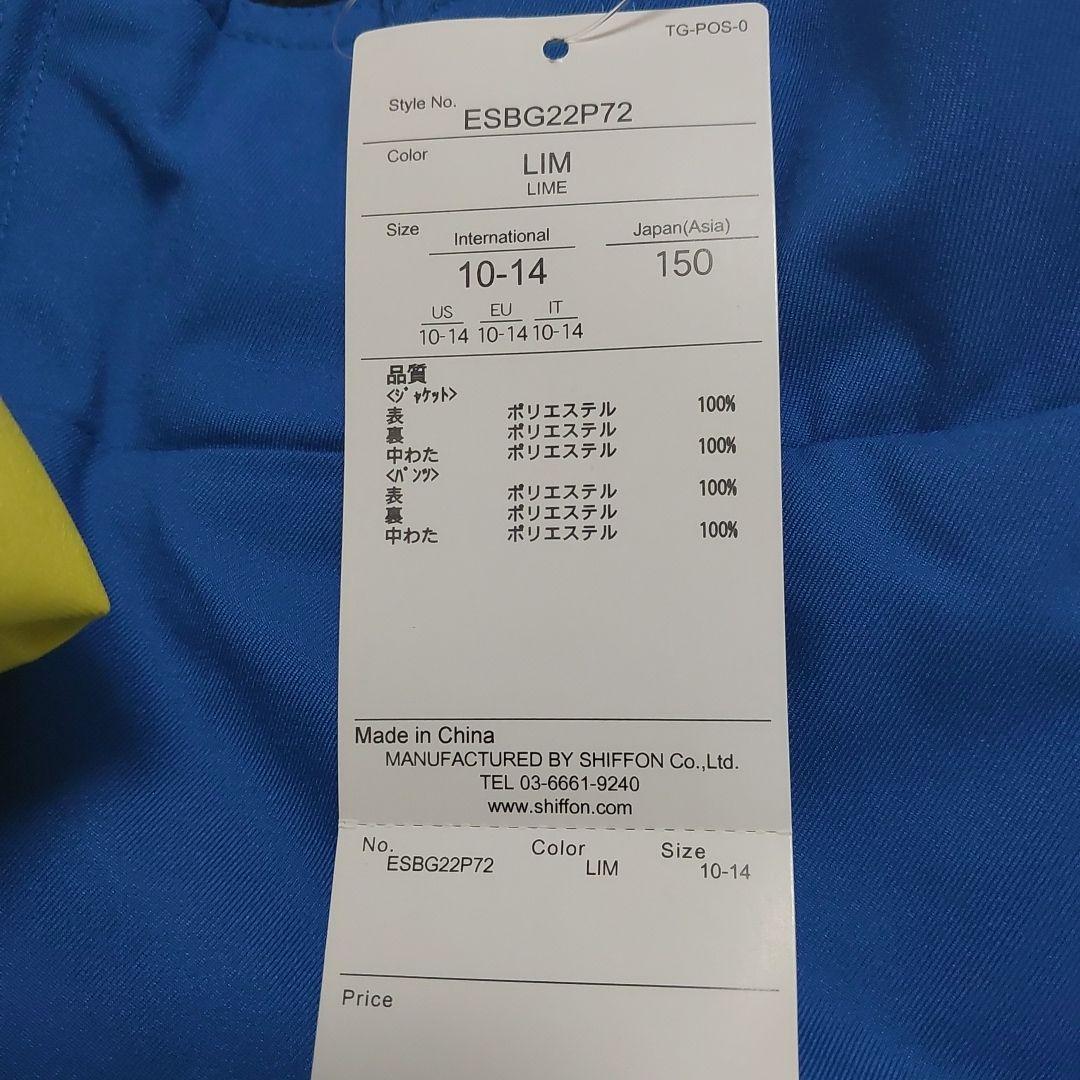 TG-POS-0
Style No. ESBG22P72
Color LIM
LIME
Size International Japan(Asia)
10-14 150
US EU IT
10-14 10-14 10-14
品質
<ｼﾞｬｹｯﾄ>
表 ポリエステル 100%
裏 ポリエステル
中わた ポリエステル 100%
<ﾊﾟﾝﾂ>
表 ポリエステル 100%
裏 ポリエステル
中わた ポリエステル 100%
Made in China
MANUFACTURED BY SHIFFON Co.,Ltd.
TEL 03-6661-9240
www.shiffon.com
No. Color Size
ESBG22P72 LIM 10-14
Price